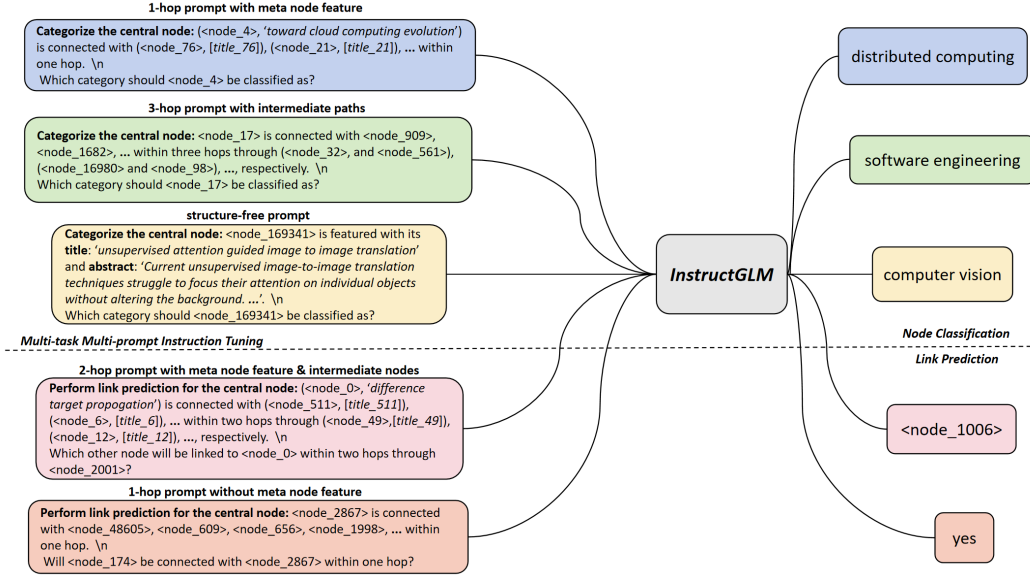 1-hop prompt with meta node feature
Categorize the central node: (<node_4>, ‘toward cloud computing evolution’)
is connected with (<node_76>, [title_76]), (<node_21>, [title_21]), ... within
one hop. \n
Which category should <node_4> be classified as?
3-hop prompt with intermediate paths
Categorize the central node: <node_17> is connected with <node_909>,
<node_1682>, ... within three hops through (<node_32>, and <node_561>),
(<node_16980> and <node_98>), ..., respectively. \n
Which category should <node_17> be classified as?
structure-free prompt
Categorize the central node: <node_169341> is featured with its
title: ‘unsupervised attention guided image to image translation’
and abstract: ‘Current unsupervised image-to-image translation
techniques struggle to focus their attention on individual objects
without altering the background. ...’. \n
Which category should <node_169341> be classified as?
Multi-task Multi-prompt Instruction Tuning
2-hop prompt with meta node feature & intermediate nodes
Perform link prediction for the central node: (<node_0>, ‘difference
target propogation’) is connected with (<node_511>, [title_511]),
(<node_6>, [title_6]), ... within two hops through (<node_49>,[title_49]),
(<node_12>, [title_12]), ..., respectively. \n
Which other node will be linked to <node_0> within two hops through
<node_2001>?
1-hop prompt without meta node feature
Perform link prediction for the central node: <node_2867> is connected
with <node_48605>, <node_609>, <node_656>, <node_1998>, ... within
one hop. \n
Will <node_174> be connected with <node_2867> within one hop?
InstructGLM
distributed computing
software engineering
computer vision
Node Classification
Link Prediction
<node_1006>
yes